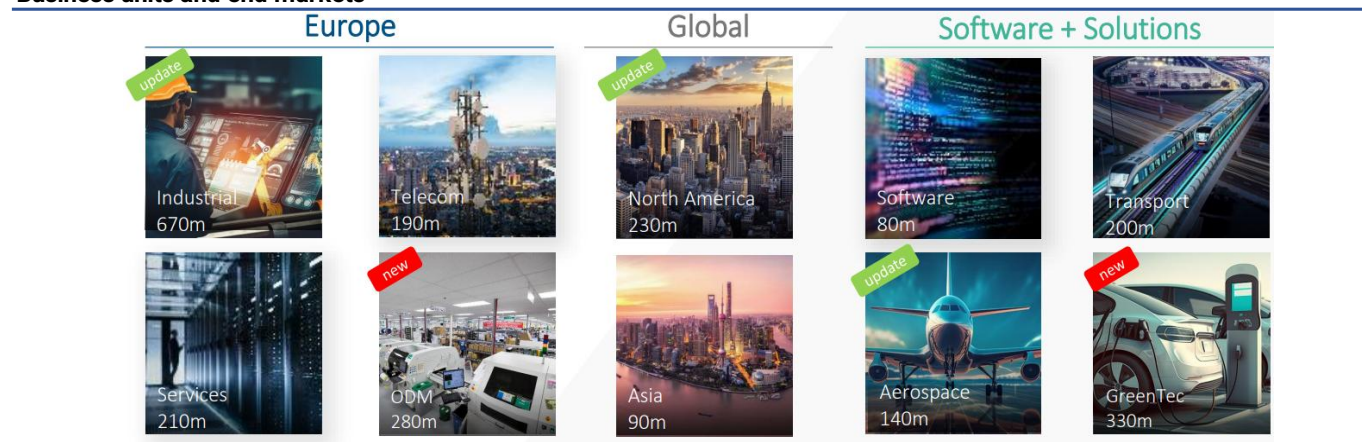 Business units and end markets
Europe
Global
Software + Solutions
update
Industrial
670m
Telecom
190m
update
North America
230m
Software
80m
Transport
200m
Services
210m
new
ODM
280m
Asia
90m
update
Aerospace
140m
new
GreenTec
330m